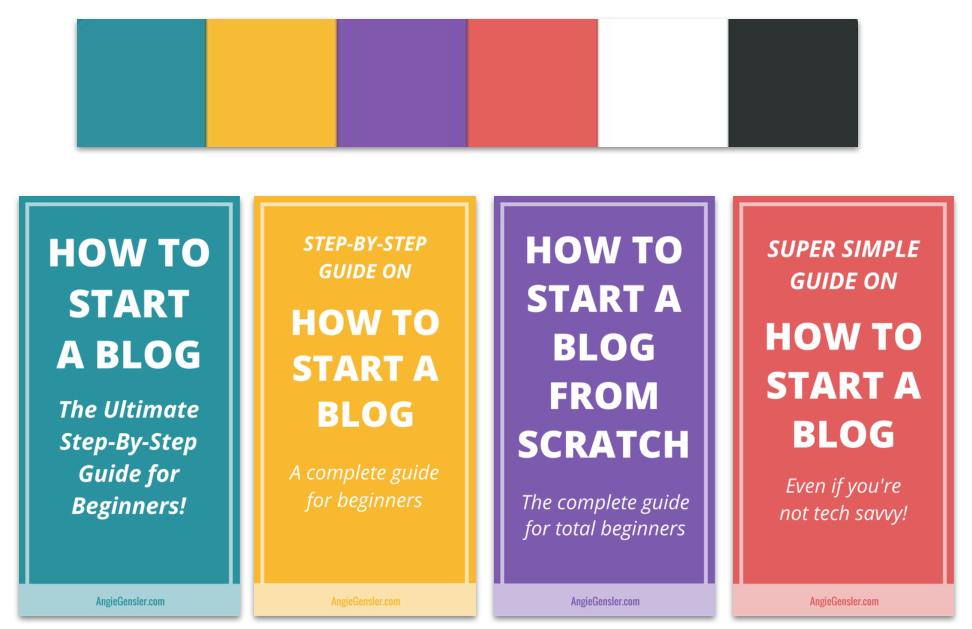 HOW TO
START
A BLOG
The Ultimate
Step-By-Step
Guide for
Beginners!
AngieGensler.com
STEP-BY-STEP
GUIDE ON
HOW TO
START A
BLOG
A complete guide
for beginners
AngieGensler.com
HOW TO
START A
BLOG
FROM
SCRATCH
The complete guide
for total beginners
AngieGensler.com
SUPER SIMPLE
GUIDE ON
HOW TO
START A
BLOG
Even if you're
not tech savvy!
AngieGensler.com